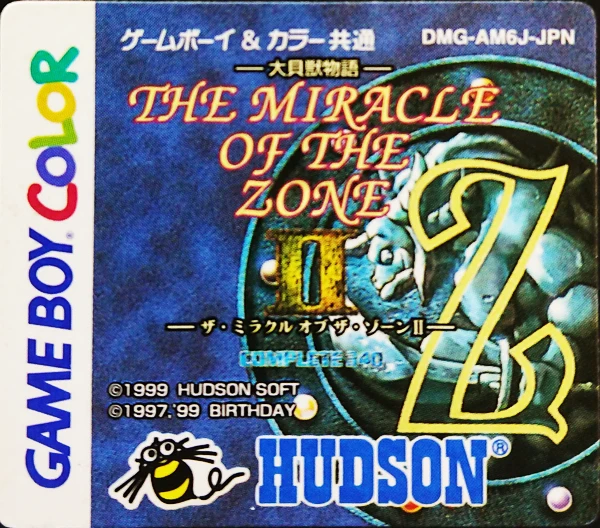 GAME BOY COLOR
ゲームボーイ & カラー共通
DMG-AM6J-JPN
大貝獣物語
THE MIRACLE
OF THE
ZONE
II
Z
ザ・ミラクル オブ ザ・ゾーンII
COMPLETE 340
©1999 HUDSON SOFT
©1997,'99 BIRTHDAY
HUDSON®